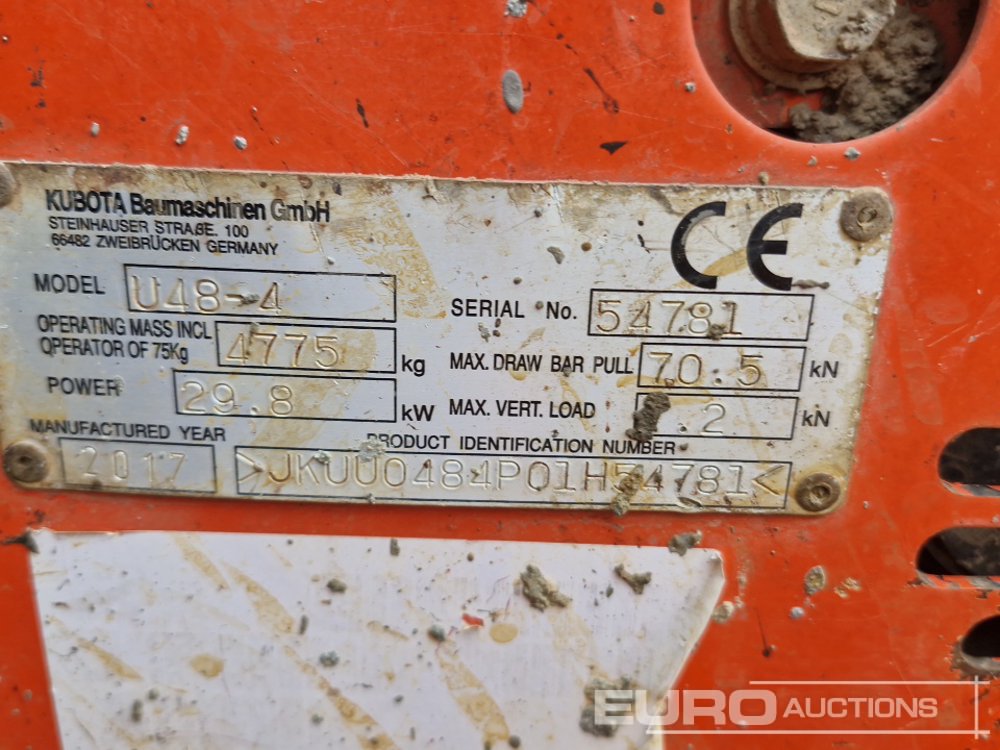 KUBOTA Baumaschinen GmbH
STEINHAUSER STRAßE. 100
66482 ZWEIBRÜCKEN GERMANY
CE
MODEL U48-4
SERIAL No. 54781
OPERATING MASS INCL
OPERATOR OF 75Kg 4775 kg
MAX. DRAW BAR PULL 70.5 kN
POWER 29.8 kW
MAX. VERT. LOAD kN
MANUFACTURED YEAR
2017
PRODUCT IDENTIFICATION NUMBER
>JKUU0484P01H54781<
EURO AUCTIONS